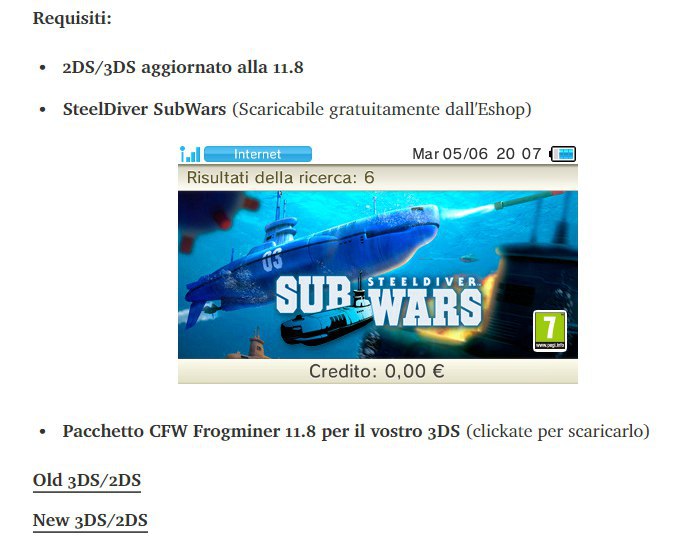 Requisiti:
• 2DS/3DS aggiornato alla 11.8
• SteelDiver SubWars (Scaricabile gratuitamente dall'Eshop)
Internet Mar 05/06 20 07
Risultati della ricerca: 6
03
STEELDIVER™
SUB WARS
7
www.pegi.info
Credito: 0,00 €
• Pacchetto CFW Frogminer 11.8 per il vostro 3DS (clickate per scaricarlo)
Old 3DS/2DS
New 3DS/2DS